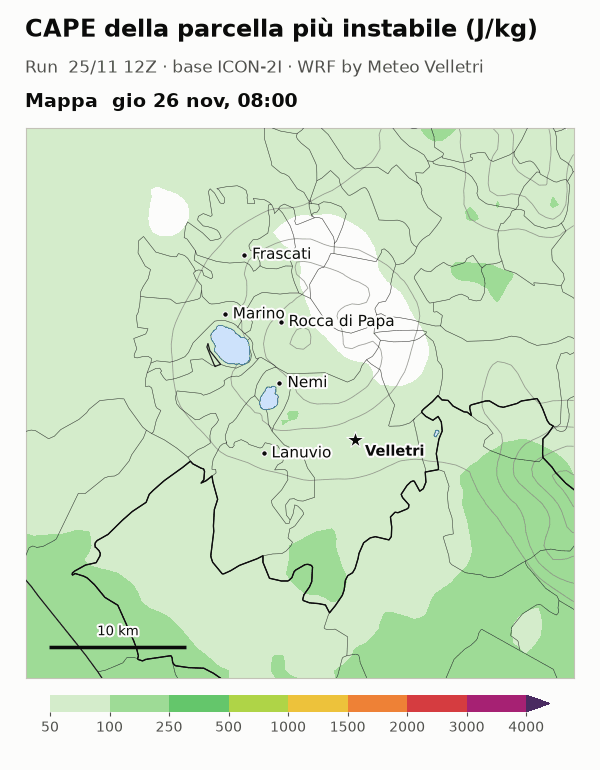 CAPE della parcella più instabile (J/kg)
Run 25/11 12Z · base ICON-2I · WRF by Meteo Velletri
Mappa gio 26 nov, 08:00
Frascati
Marino
Rocca di Papa
Nemi
Velletri
Lanuvio
10 km
50 100 250 500 1000 1500 2000 3000 4000